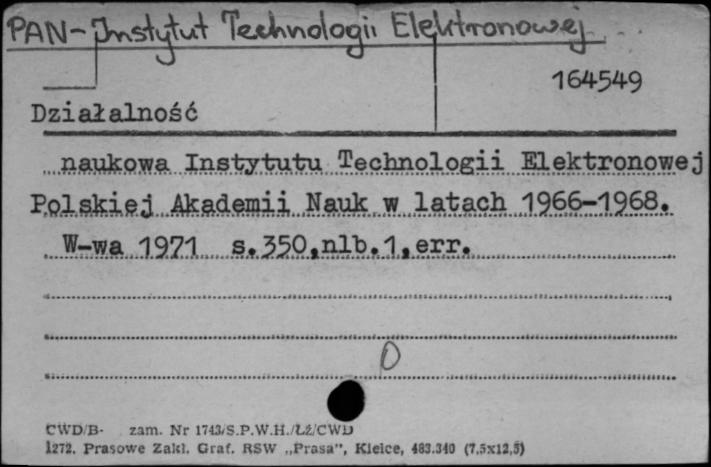 PAN-Instytut Technologii Elektronowej
164549
Działalność
naukowa Instytutu Technologii Elektronowej
Polskiej Akademii Nauk w latach 1966-1968.
W-wa 1971 s.350,nlb.1,err.
0
CWD/B- zam. Nr 1743/S.P.W.H./Łź/CWD
1272. Prasowe Zakł. Graf. RSW „Prasa", Kielce, 483.340 (7,5x12,5)